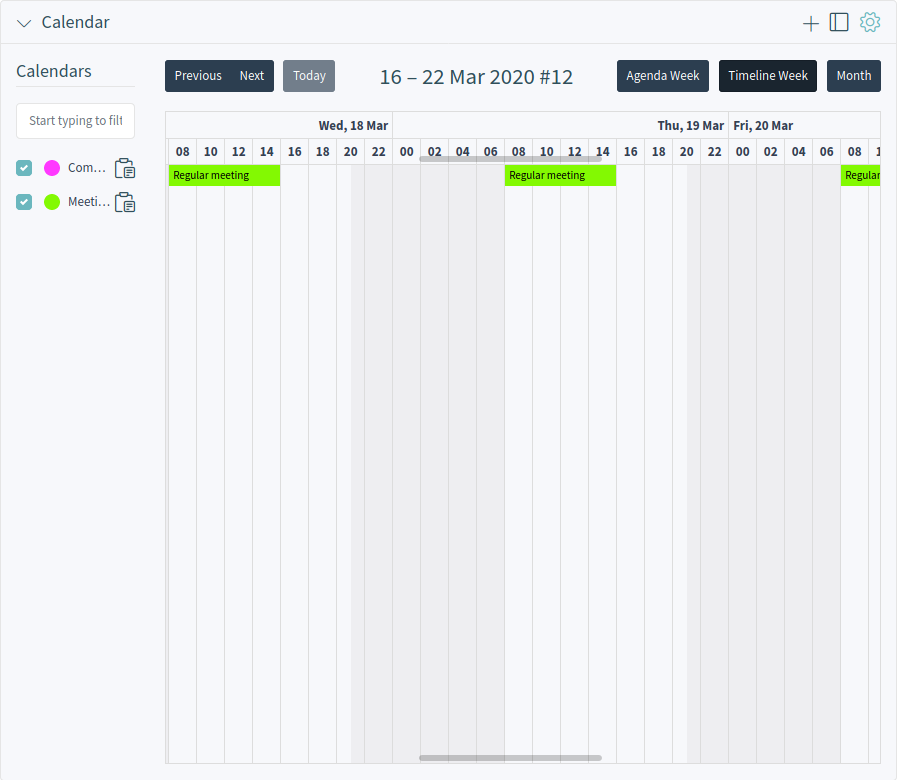 Calendar
Calendars
Previous Next Today 16 – 22 Mar 2020 #12 Agenda Week Timeline Week Month
Start typing to filt
Com...
Meeti...
Wed, 18 Mar Thu, 19 Mar Fri, 20 Mar
08 10 12 14 16 18 20 22 00 02 04 06 08 10 12 14 16 18 20 22 00 02 04 06 08 1
Regular meeting Regular meeting Regular